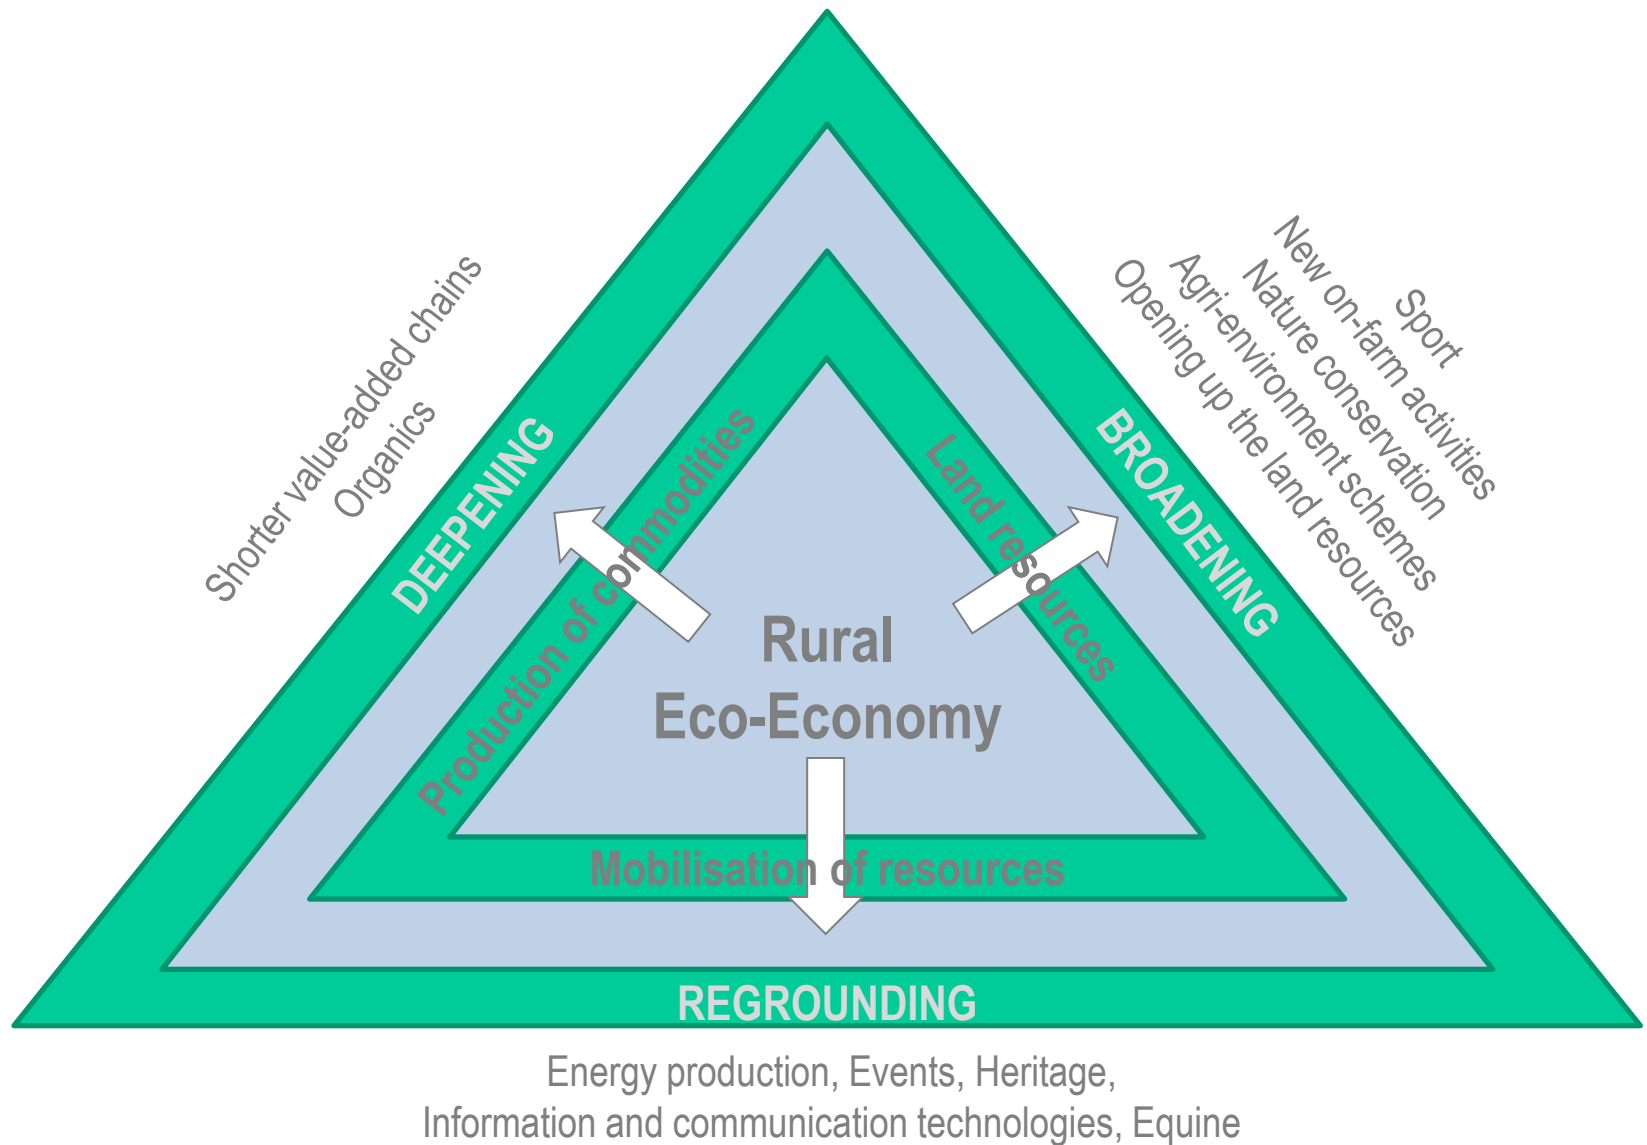 Shorter value-added chains
Organics
DEEPENING
Production of commodities
Sport
New on-farm activities
Nature conservation
Agri-environment schemes
Opening up the land resources
BROADENING
Land resources
Rural
Eco-Economy
Mobilisation of resources
REGROUNDING
Energy production, Events, Heritage,
Information and communication technologies, Equine